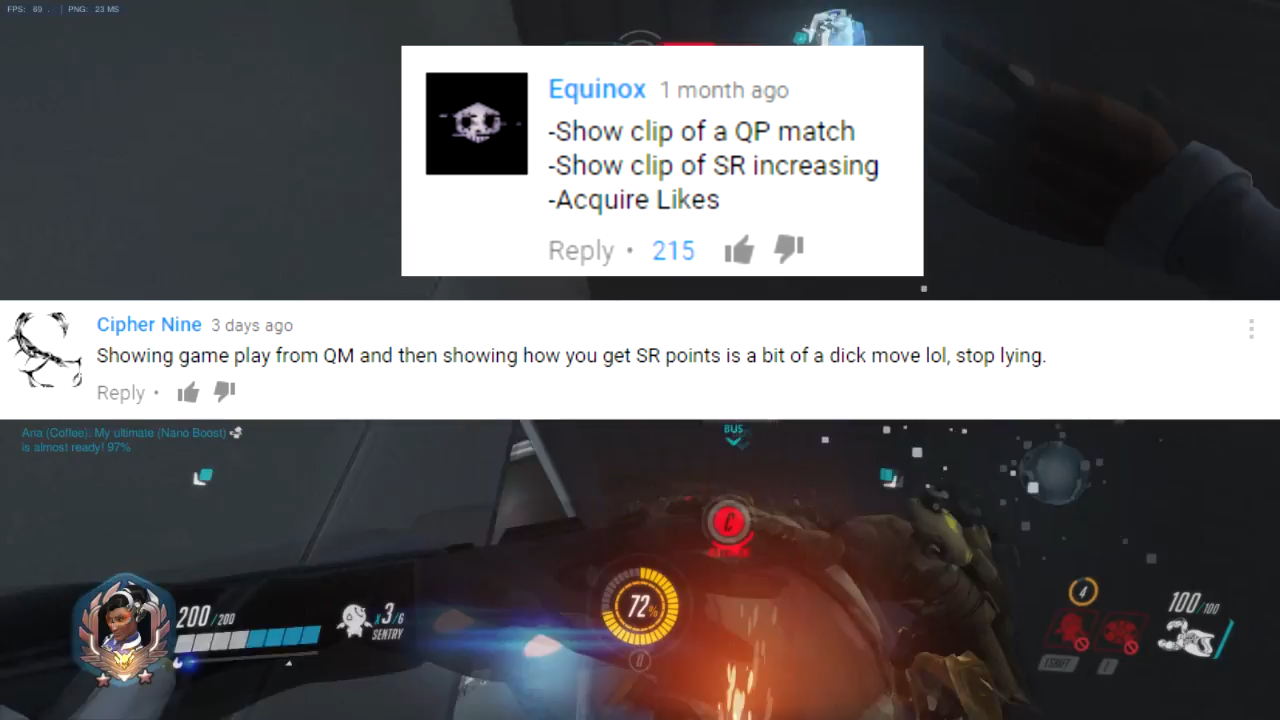 FPS: 69 . | PNG: 23 MS
Equinox 1 month ago
-Show clip of a QP match
-Show clip of SR increasing
-Acquire Likes
Reply • 215
Cipher Nine 3 days ago
Showing game play from QM and then showing how you get SR points is a bit of a dick move lol, stop lying.
Reply •
Ana (Coffee): My ultimate (Nano Boost)
is almost ready! 97%
BUS
C
72%
Q
200/200
x3/6
SENTRY
4
LSHIFT
E
100/100